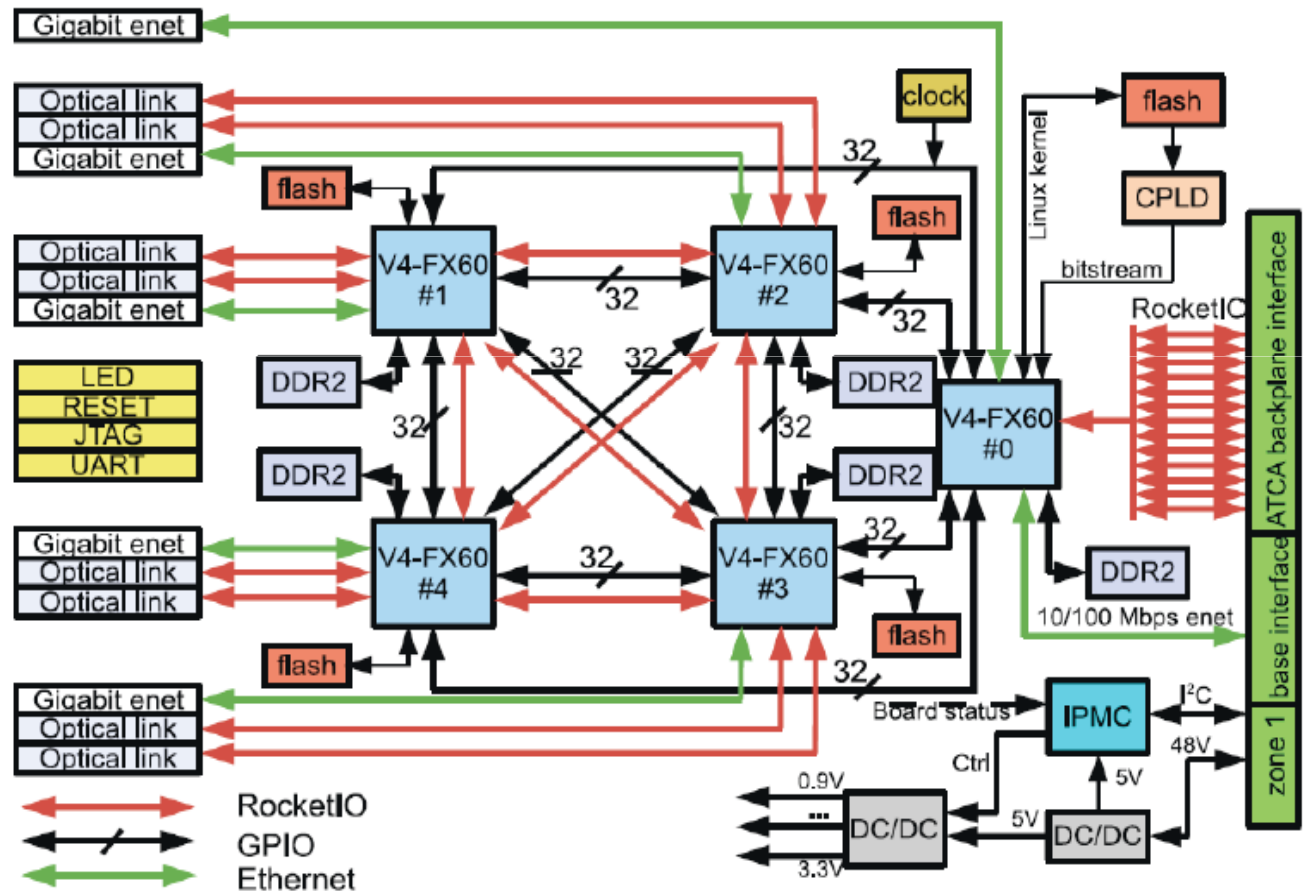 Gigabit enet
Optical link
Optical link
Gigabit enet
clock
flash
Linux kernel
CPLD
bitstream
32
flash
flash
Optical link
Optical link
Gigabit enet
V4-FX60
#1
V4-FX60
#2
32
32
RocketIO
ATCA backplane interface
LED
RESET
JTAG
UART
DDR2
32
32
DDR2
V4-FX60
#0
32
32
DDR2
DDR2
Gigabit enet
Optical link
Optical link
V4-FX60
#4
32
V4-FX60
#3
32
DDR2
base interface
10/100 Mbps enet
flash
flash
32
Gigabit enet
Optical link
Optical link
Board status
IPMC
I²C
zone 1
48V
Ctrl
5V
0.9V
...
3.3V
DC/DC
5V
DC/DC
RocketIO
GPIO
Ethernet